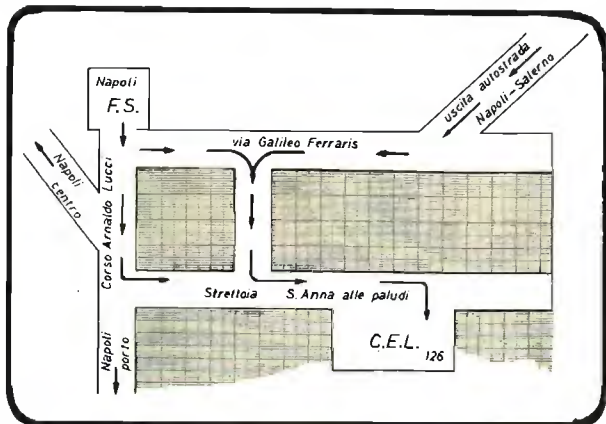 Napoli
F.S.
uscita autostrada
Napoli-Salerno
via Galileo Ferraris
Napoli
centro
Corso Arnaldo Lucci
Strettoia S. Anna alle paludi
Napoli
porto
C.E.L.
126